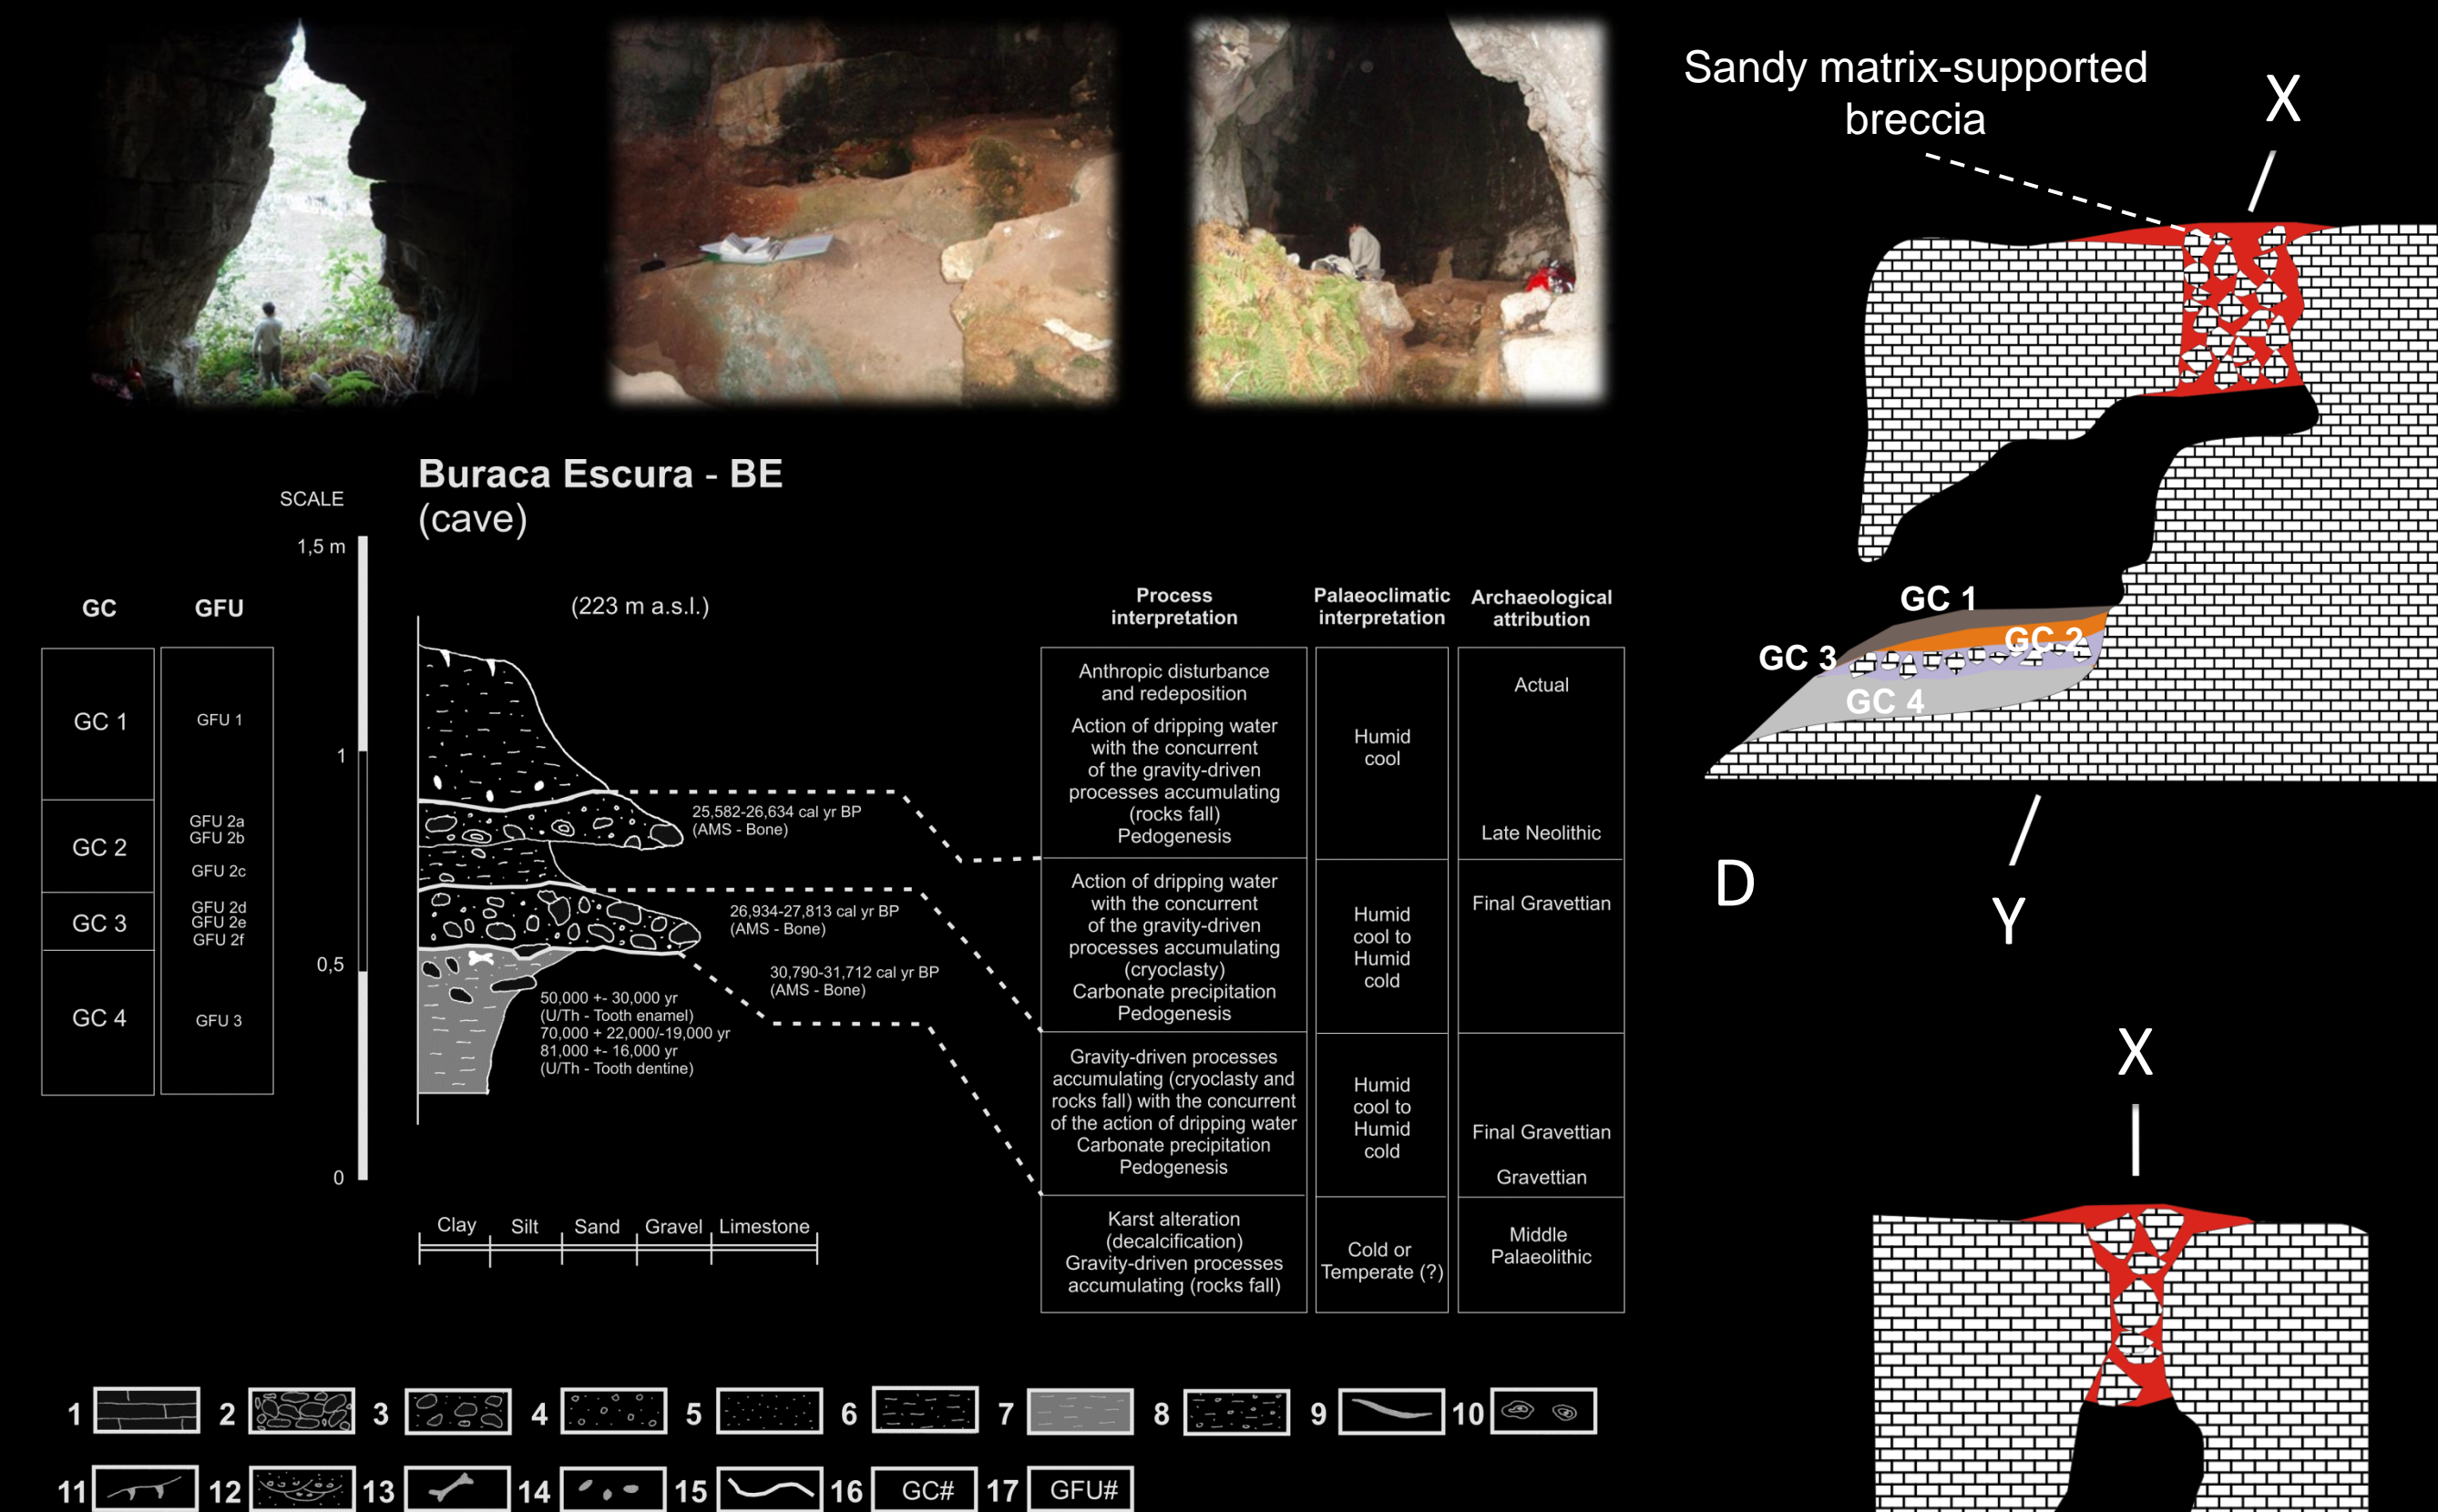 Sandy matrix-supported
breccia
X
Buraca Escura - BE
(cave)
SCALE
1,5 m
1
0,5
0
(223 m a.s.l.)
GC
GC 1
GC 2
GC 3
GC 4
GFU
GFU 1
GFU 2a
GFU 2b
GFU 2c
GFU 2d
GFU 2e
GFU 2f
GFU 3
25,582-26,634 cal yr BP
(AMS - Bone)
26,934-27,813 cal yr BP
(AMS - Bone)
30,790-31,712 cal yr BP
(AMS - Bone)
50,000 +- 30,000 yr
(U/Th - Tooth enamel)
70,000 + 22,000/-19,000 yr
81,000 +- 16,000 yr
(U/Th - Tooth dentine)
Clay Silt Sand Gravel Limestone
Process
interpretation
Anthropic disturbance
and redeposition
Action of dripping water
with the concurrent
of the gravity-driven
processes accumulating
(rocks fall)
Pedogenesis
Action of dripping water
with the concurrent
of the gravity-driven
processes accumulating
(cryoclasty)
Carbonate precipitation
Pedogenesis
Gravity-driven processes
accumulating (cryoclasty and
rocks fall) with the concurrent
of the action of dripping water
Carbonate precipitation
Pedogenesis
Karst alteration
(decalcification)
Gravity-driven processes
accumulating (rocks fall)
Palaeoclimatic
interpretation
Humid
cool
Humid
cool to
Humid
cold
Humid
cool to
Humid
cold
Cold or
Temperate (?)
Archaeological
attribution
Actual
Late Neolithic
Final Gravettian
Final Gravettian
Gravettian
Middle
Palaeolithic
GC 1
GC 2
GC 3
GC 4
D
Y
X
1 2 3 4 5 6 7 8 9 10
11 12 13 14 15 16 GC# 17 GFU#